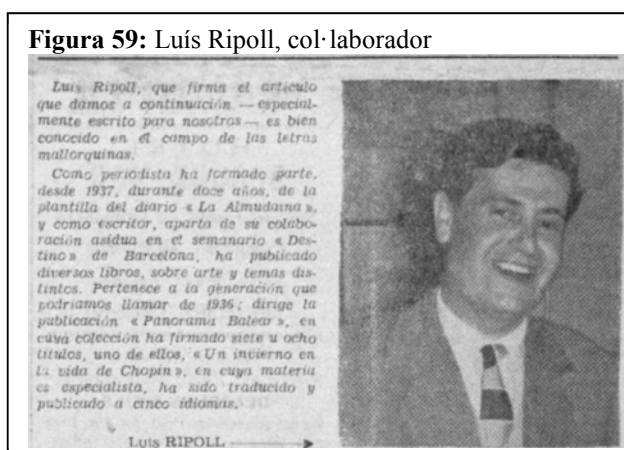 Figura 59: Luís Ripoll, col·laborador
Luis Ripoll, que firma el artículo
que damos a continuación — especial-
mente escrito para nosotros — es bien
conocido en el campo de las letras
mallorquinas.
Como periodista ha formado parte,
desde 1937, durante doce años, de la
plantilla del diario « La Almudaina »,
y como escritor, aparta de su colabo-
ración asidua en el semanario « Des-
tino » de Barcelona, ha publicado
diversos libros, sobre arte y temas dis-
tintos. Pertenece a la generación que
podríamos llamar de 1936 ; dirige la
publicación « Panorama Balear », en
cuya colección ha firmado siete u ocho
títulos, uno de ellos, « Un invierno en
la vida de Chopin », en cuya materia
es especialista, ha sido traducido y
publicado a cinco idiomas.
Luis RIPOLL